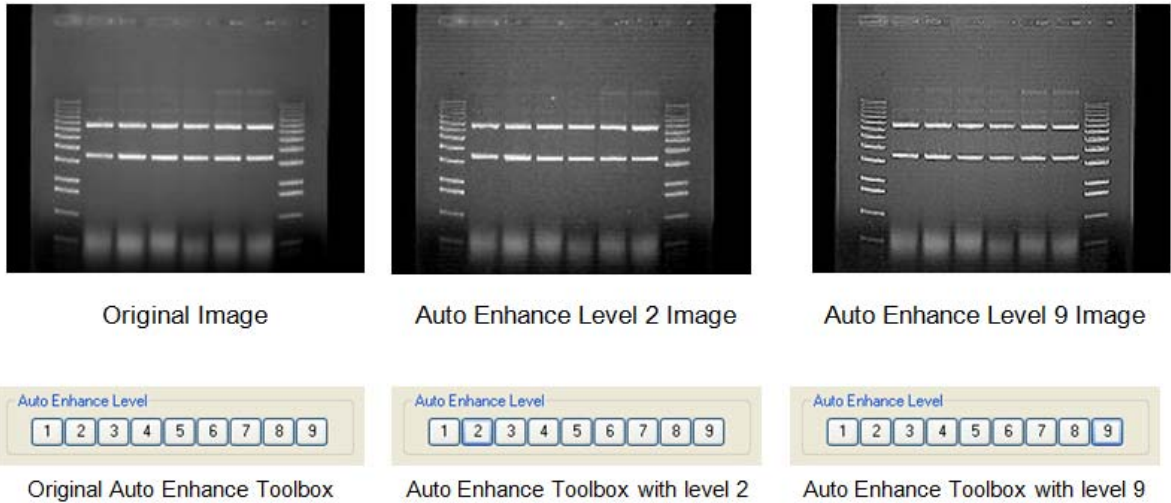 Original Image
Auto Enhance Level 2 Image
Auto Enhance Level 9 Image
Auto Enhance Level
1 2 3 4 5 6 7 8 9
Auto Enhance Level
1 2 3 4 5 6 7 8 9
Auto Enhance Level
1 2 3 4 5 6 7 8 9
Original Auto Enhance Toolbox
Auto Enhance Toolbox with level 2
Auto Enhance Toolbox with level 9